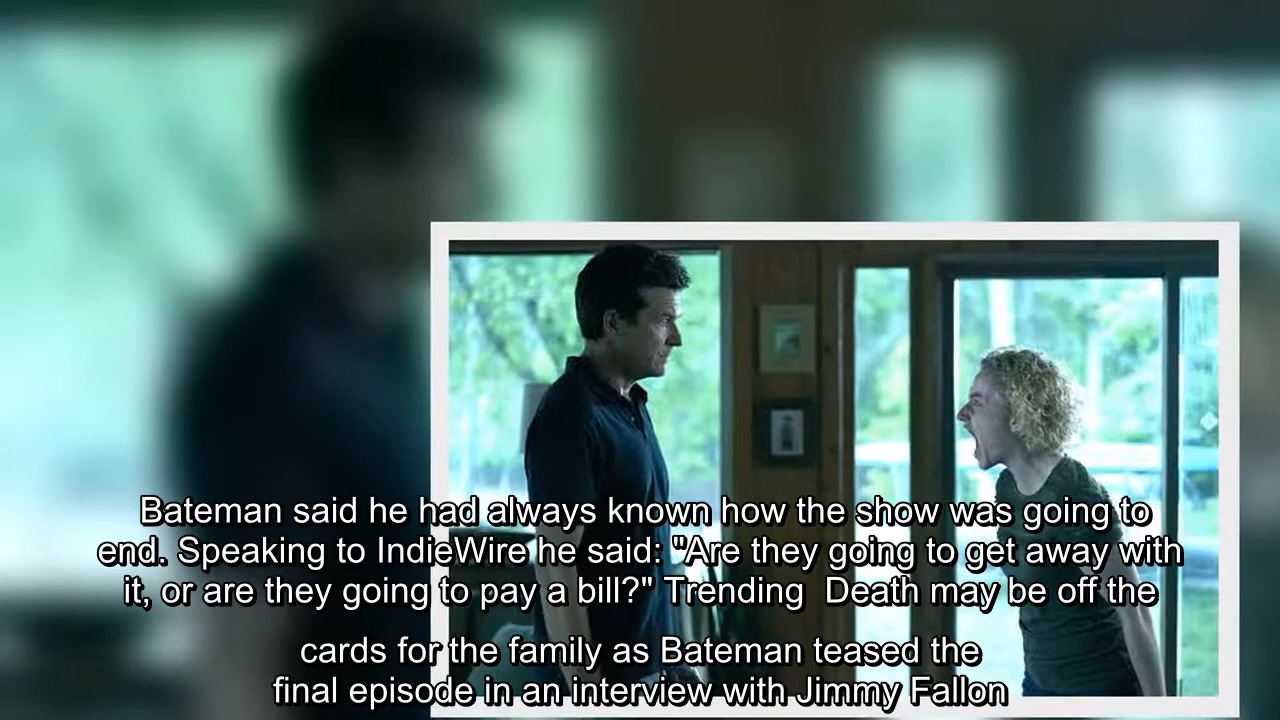 Bateman said he had always known how the show was going to
end. Speaking to IndieWire he said: "Are they going to get away with
it, or are they going to pay a bill?" Trending  Death may be off the
cards for the family as Bateman teased the
final episode in an interview with Jimmy Fallon